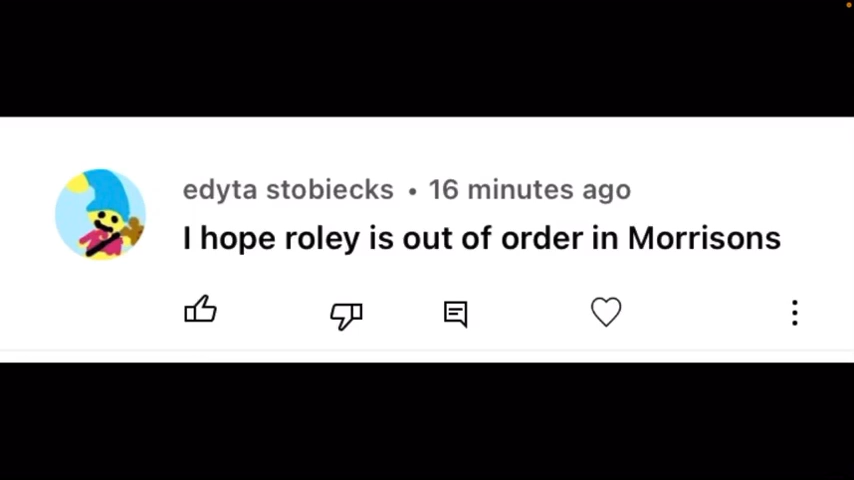 edyta stobiecks • 16 minutes ago
I hope roley is out of order in Morrisons